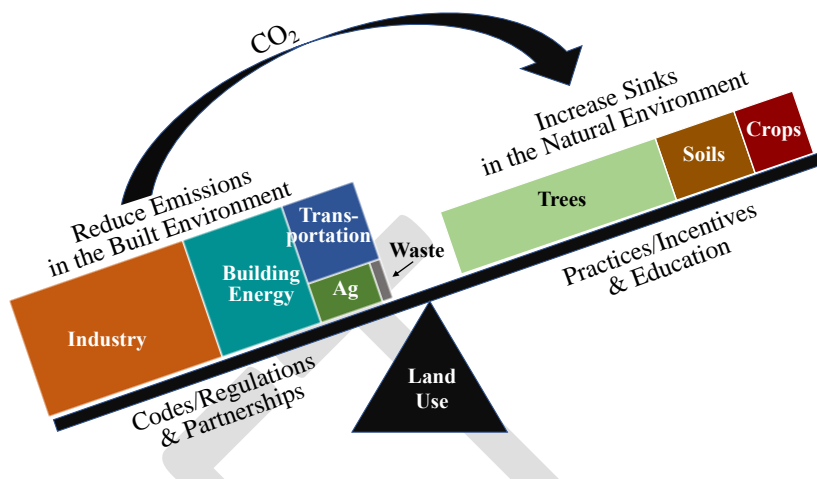 CO₂
Reduce Emissions
in the Built Environment
Increase Sinks
in the Natural Environment
Industry
Building
Energy
Trans-
portation
Ag
Waste
Trees
Soils
Crops
Codes/Regulations
& Partnerships
Practices/Incentives
& Education
Land
Use